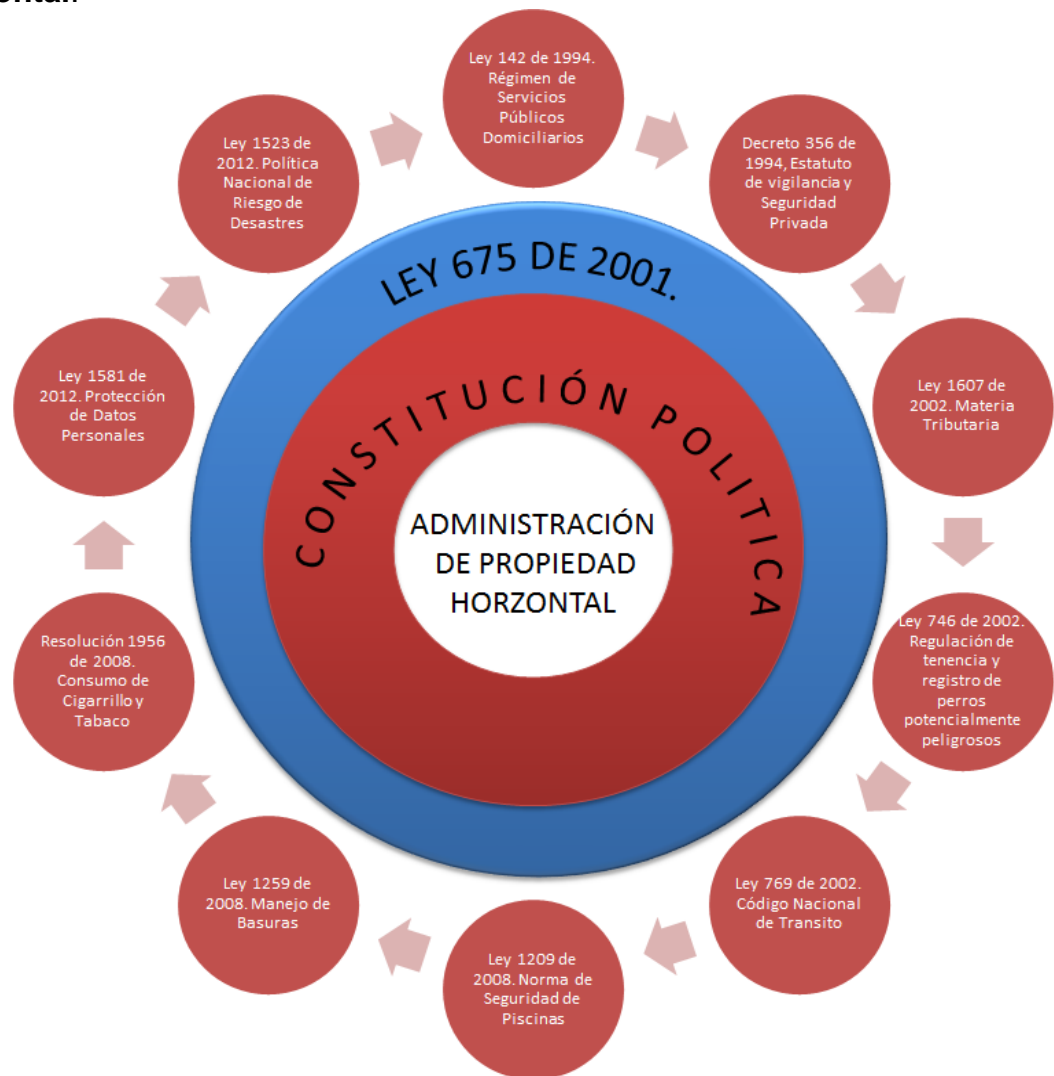 ontal.
Ley 142 de 1994.
Régimen de
Servicios
Públicos
Domiciliarios
Decreto 356 de
1994, Estatuto
de vigilancia y
Seguridad
Privada
Ley 1607 de
2002. Materia
Tributaria
Ley 746 de 2002.
Regulación de
tenencia y
registro de
perros
potencialmente
peligrosos
Ley 769 de 2002.
Código Nacional
de Transito
Ley 1209 de
2008. Norma de
Seguridad de
Piscinas
Ley 1259 de
2008. Manejo de
Basuras
Resolución 1956
de 2008.
Consumo de
Cigarrillo y
Tabaco
Ley 1581 de
2012. Protección
de Datos
Personales
Ley 1523 de
2012. Política
Nacional de
Riesgo de
Desastres
LEY 675 DE 2001.
CONSTITUCIÓN POLITICA
ADMINISTRACIÓN
DE PROPIEDAD
HORZONTAL